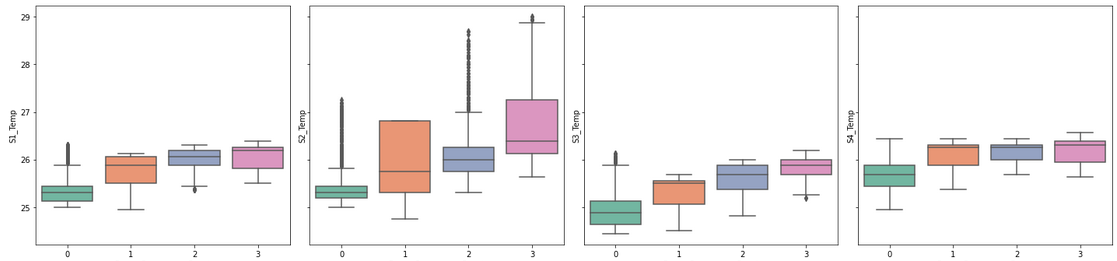 S1_Temp
29
28
27
26
25
0 1 2 3
S2_Temp
0 1 2 3
S3_Temp
0 1 2 3
S4_Temp
0 1 2 3